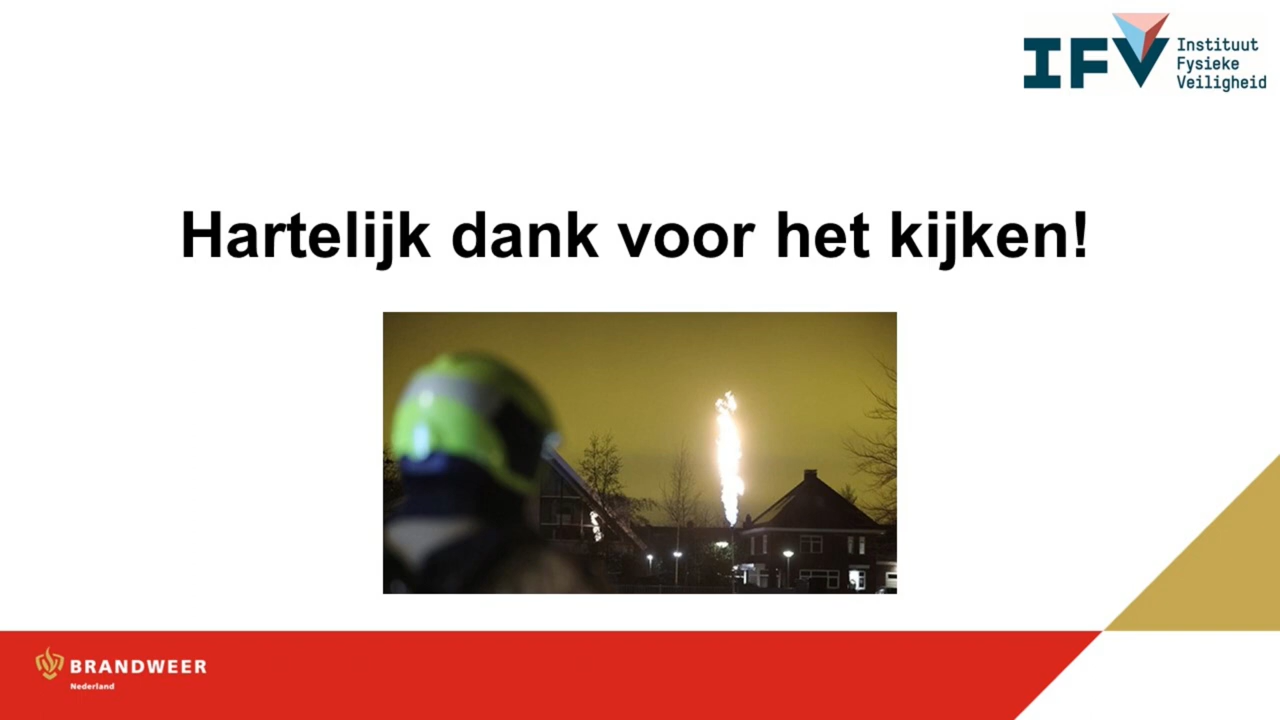 IFV
Instituut
Fysieke
Veiligheid
Hartelijk dank voor het kijken!
BRANDWEER
Nederland